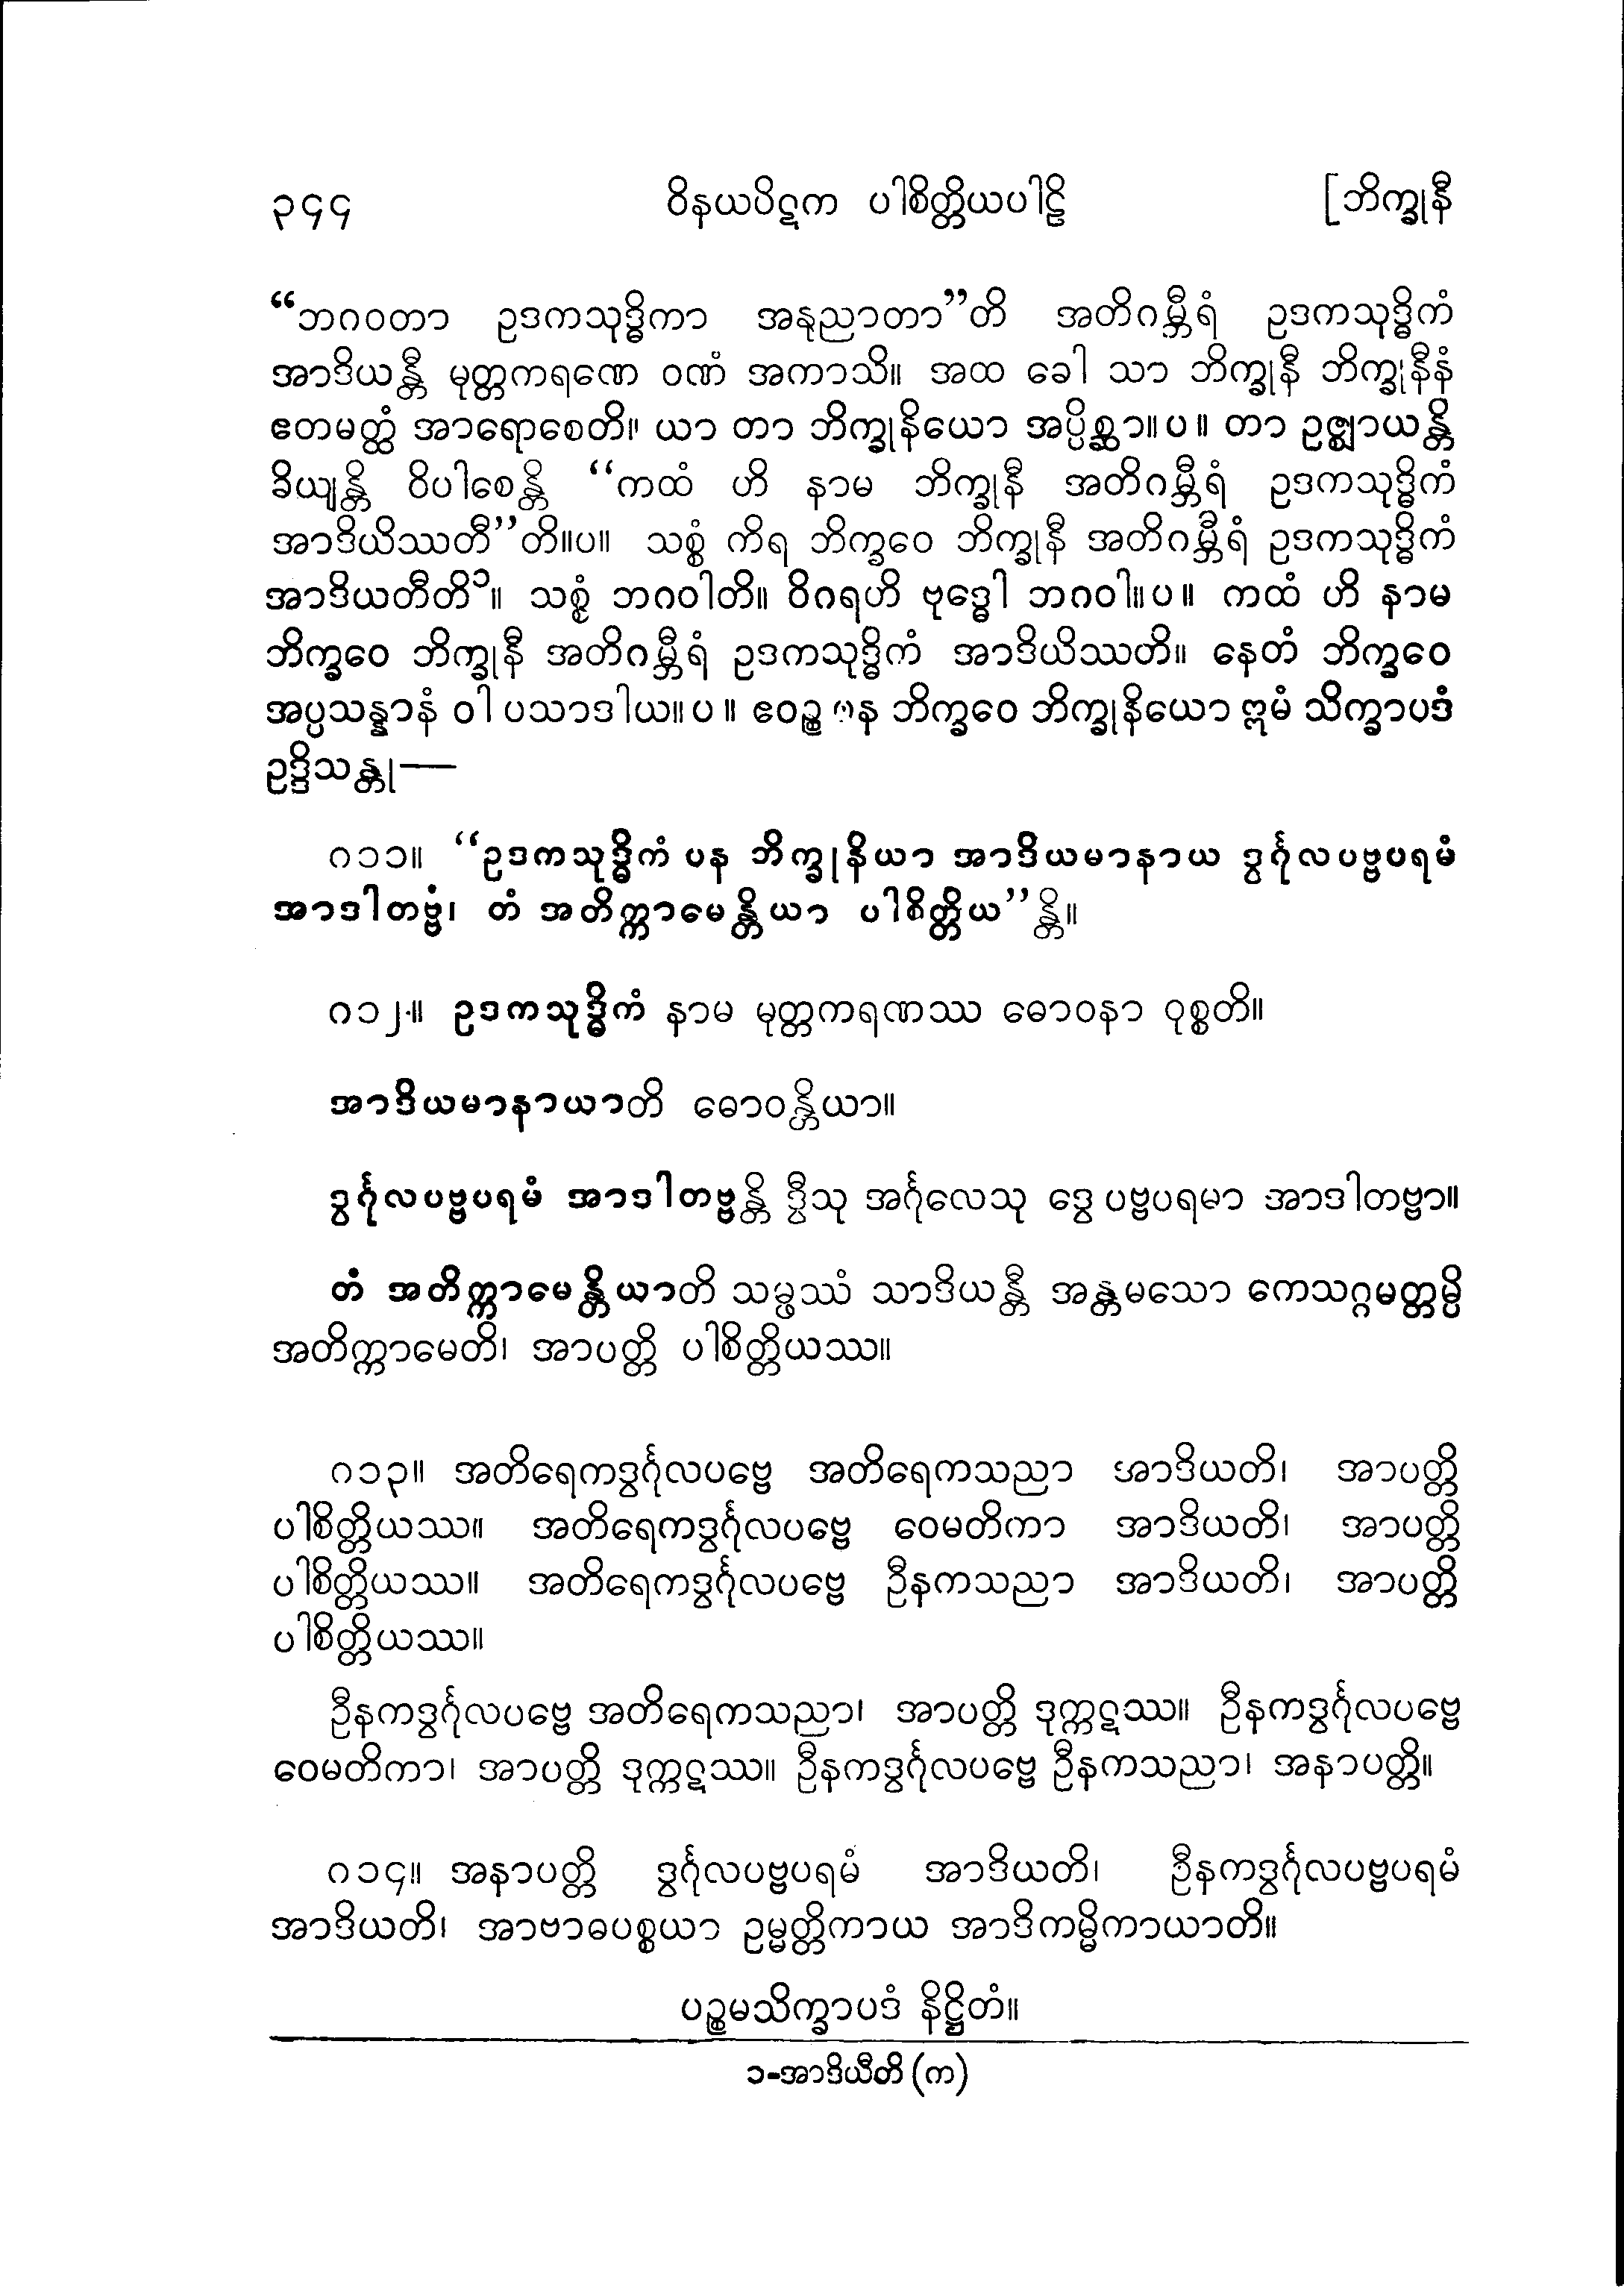 ၃၄၄ ဝိနယပိဋက ပါစိတ္တိယပါဠိ [ဘိက္ခုနီ
“ဘဂဝတာ ဥဒကသုဒ္ဓိကာ အနုညာတာ”တိ အတိဂမ္ဘီရံ ဥဒကသုဒ္ဓိကံ
အာဒိယန္တီ မုတ္တကရဏေ ဝဏံ အကာသိ။ အထ ခေါ သာ ဘိက္ခုနီ ဘိက္ခုနီနံ
ဧတမတ္ထံ အာရောစေတိ။ ယာ တာ ဘိက္ခုနိယော အပ္ပိစ္ဆာ။ပ။ တာ ဥဇ္ဈာယန္တိ
ခိယျန္တိ ဝိပါစေန္တိ “ကထံ ဟိ နာမ ဘိက္ခုနီ အတိဂမ္ဘီရံ ဥဒကသုဒ္ဓိကံ
အာဒိယိဿတီ”တိ။ပ။ သစ္စံ ကိရ ဘိက္ခဝေ ဘိက္ခုနီ အတိဂမ္ဘီရံ ဥဒကသုဒ္ဓိကံ
အာဒိယတီတိ၁။ သစ္စံ ဘဂဝါတိ။ ဝိဂရဟိ ဗုဒ္ဓေါ ဘဂဝါ။ပ။ ကထံ ဟိ နာမ
ဘိက္ခဝေ ဘိက္ခုနီ အတိဂမ္ဘီရံ ဥဒကသုဒ္ဓိကံ အာဒိယိဿတိ။ နေတံ ဘိက္ခဝေ
အပ္ပသန္နာနံ ဝါ ပသာဒါယ။ပ။ ဧဝဉ္စ ပန ဘိက္ခဝေ ဘိက္ခုနိယော ဣမံ သိက္ခာပဒံ
ဥဒ္ဒိသန္တု—
၈၁၁။ “ဥဒကသုဒ္ဓိကံ ပန ဘိက္ခုနိယာ အာဒိယမာနာယ ဒွင်္ဂုလပဗ္ဗပရမံ
အာဒါတဗ္ဗံ၊ တံ အတိက္ကာမေန္တိယာ ပါစိတ္တိယ”န္တိ။
၈၁၂။ ဥဒကသုဒ္ဓိကံ နာမ မုတ္တကရဏဿ ဓောဝနာ ဝုစ္စတိ။
အာဒိယမာနာယာတိ ဓောဝန္တိယာ။
ဒွင်္ဂုလပဗ္ဗပရမံ အာဒါတဗ္ဗန္တိ ဒွီသု အင်္ဂုလေသု ဒွေ ပဗ္ဗပရမာ အာဒါတဗ္ဗာ။
တံ အတိက္ကာမေန္တိယာတိ သမ္ဖဿံ သာဒိယန္တီ အန္တမသော ကေသဂ္ဂမတ္တမ္ပိ
အတိက္ကာမေတိ၊ အာပတ္တိ ပါစိတ္တိယဿ။
၈၁၃။ အတိရေကဒွင်္ဂုလပဗ္ဗေ အတိရေကသညာ အာဒိယတိ၊ အာပတ္တိ
ပါစိတ္တိယဿ။ အတိရေကဒွင်္ဂုလပဗ္ဗေ ဝေမတိကာ အာဒိယတိ၊ အာပတ္တိ
ပါစိတ္တိယဿ။ အတိရေကဒွင်္ဂုလပဗ္ဗေ ဦနကသညာ အာဒိယတိ၊ အာပတ္တိ
ပါစိတ္တိယဿ။
ဦနကဒွင်္ဂုလပဗ္ဗေ အတိရေကသညာ၊ အာပတ္တိ ဒုက္ကဋဿ။ ဦနကဒွင်္ဂုလပဗ္ဗေ
ဝေမတိကာ၊ အာပတ္တိ ဒုက္ကဋဿ။ ဦနကဒွင်္ဂုလပဗ္ဗေ ဦနကသညာ၊ အနာပတ္တိ။
၈၁၄။ အနာပတ္တိ ဒွင်္ဂုလပဗ္ဗပရမံ အာဒိယတိ၊ ဦနကဒွင်္ဂုလပဗ္ဗပရမံ
အာဒိယတိ၊ အာဗာဓပစ္စယာ ဥမ္မတ္တိကာယ အာဒိကမ္မိကာယာတိ။
ပဉ္စမသိက္ခာပဒံ နိဋ္ဌိတံ။
၁-အာဒိယီတိ (က)